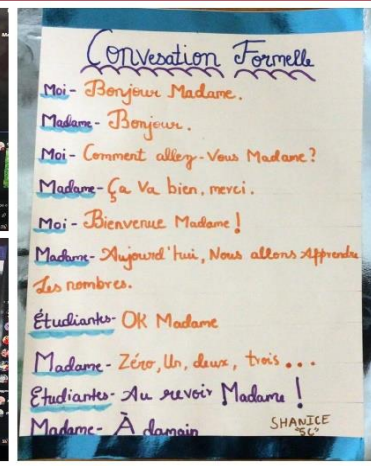 Convesation Formelle
Moi- Bonjour Madame.
Madame- Bonjour.
Moi- Comment allez-Vous Madame?
Madame- Ça Va bien, merci.
Moi- Bienvenue Madame!
Madame- Aujourd'hui, Nous allons Apprendre
Les nombres.
Étudiants- OK Madame
Madame- Zéro, Un, deux, trois...
Étudiantes- Au revoir Madame!
Madame- À damain
SHANICE
"5C"